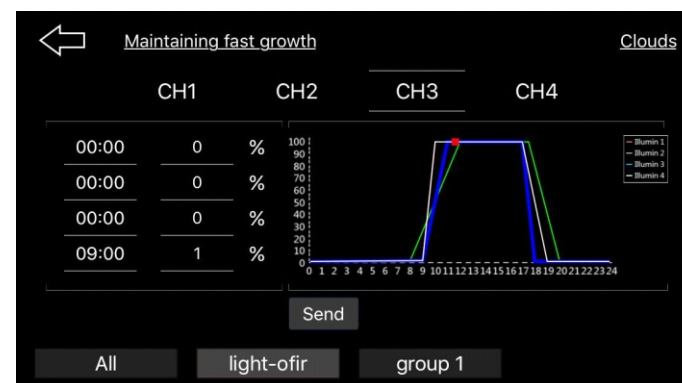 Maintaining fast growth Clouds
CH1 CH2 CH3 CH4
00:00 0 %
00:00 0 %
00:00 0 %
09:00 1 %
100
90
80
70
60
50
40
30
20
10
0
0 1 2 3 4 5 6 7 8 9 10 11 12 13 14 15 16 17 18 19 20 21 22 23 24
Illumin 1
Illumin 2
Illumin 3
Illumin 4
Send
All light-ofir group 1